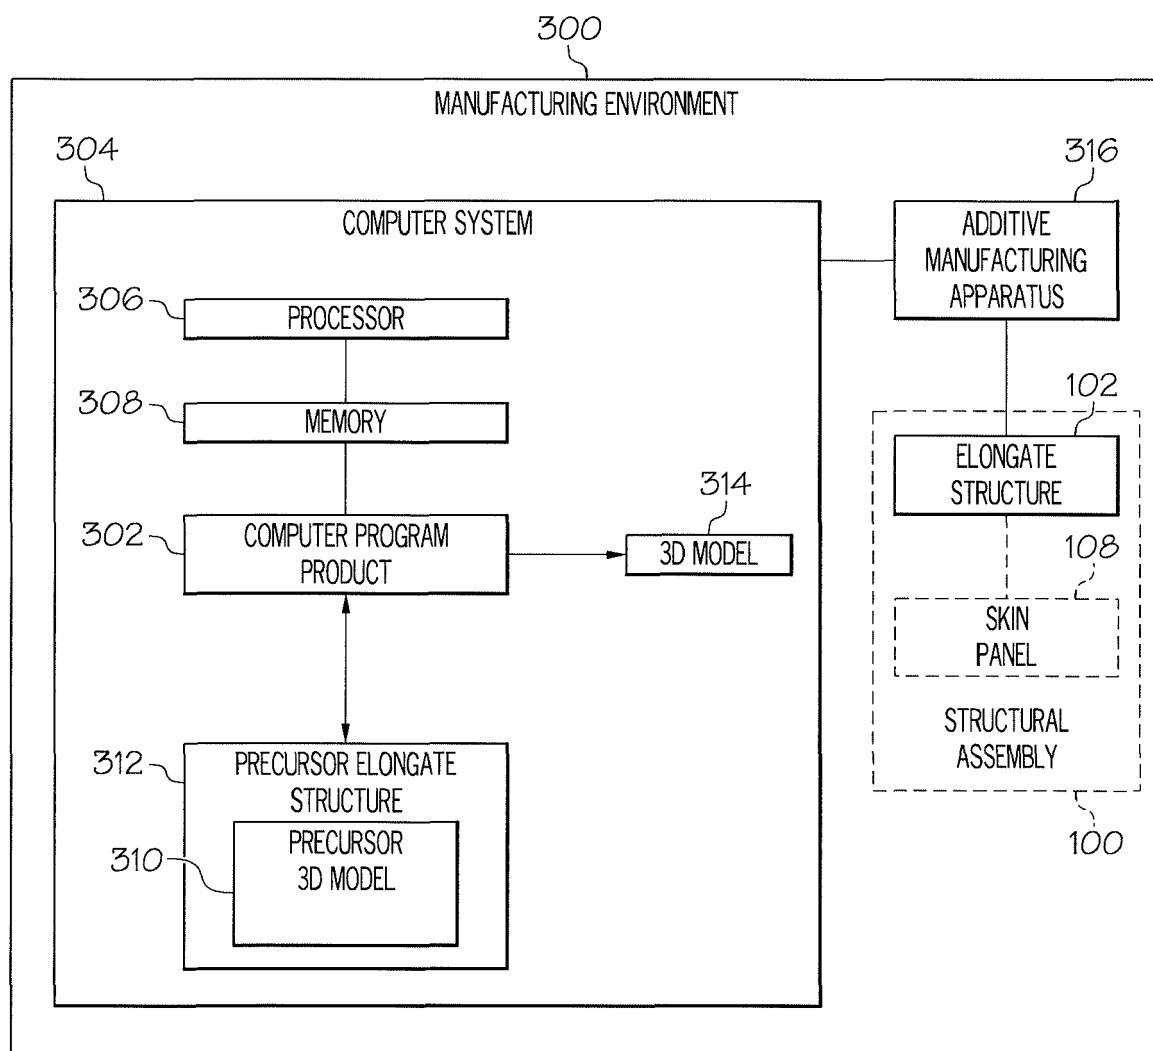 300
MANUFACTURING ENVIRONMENT
304
COMPUTER SYSTEM
306
PROCESSOR
308
MEMORY
302
COMPUTER PROGRAM
PRODUCT
314
3D MODEL
312
PRECURSOR ELONGATE
STRUCTURE
310
PRECURSOR
3D MODEL
316
ADDITIVE
MANUFACTURING
APPARATUS
102
ELONGATE
STRUCTURE
108
SKIN
PANEL
STRUCTURAL
ASSEMBLY
100